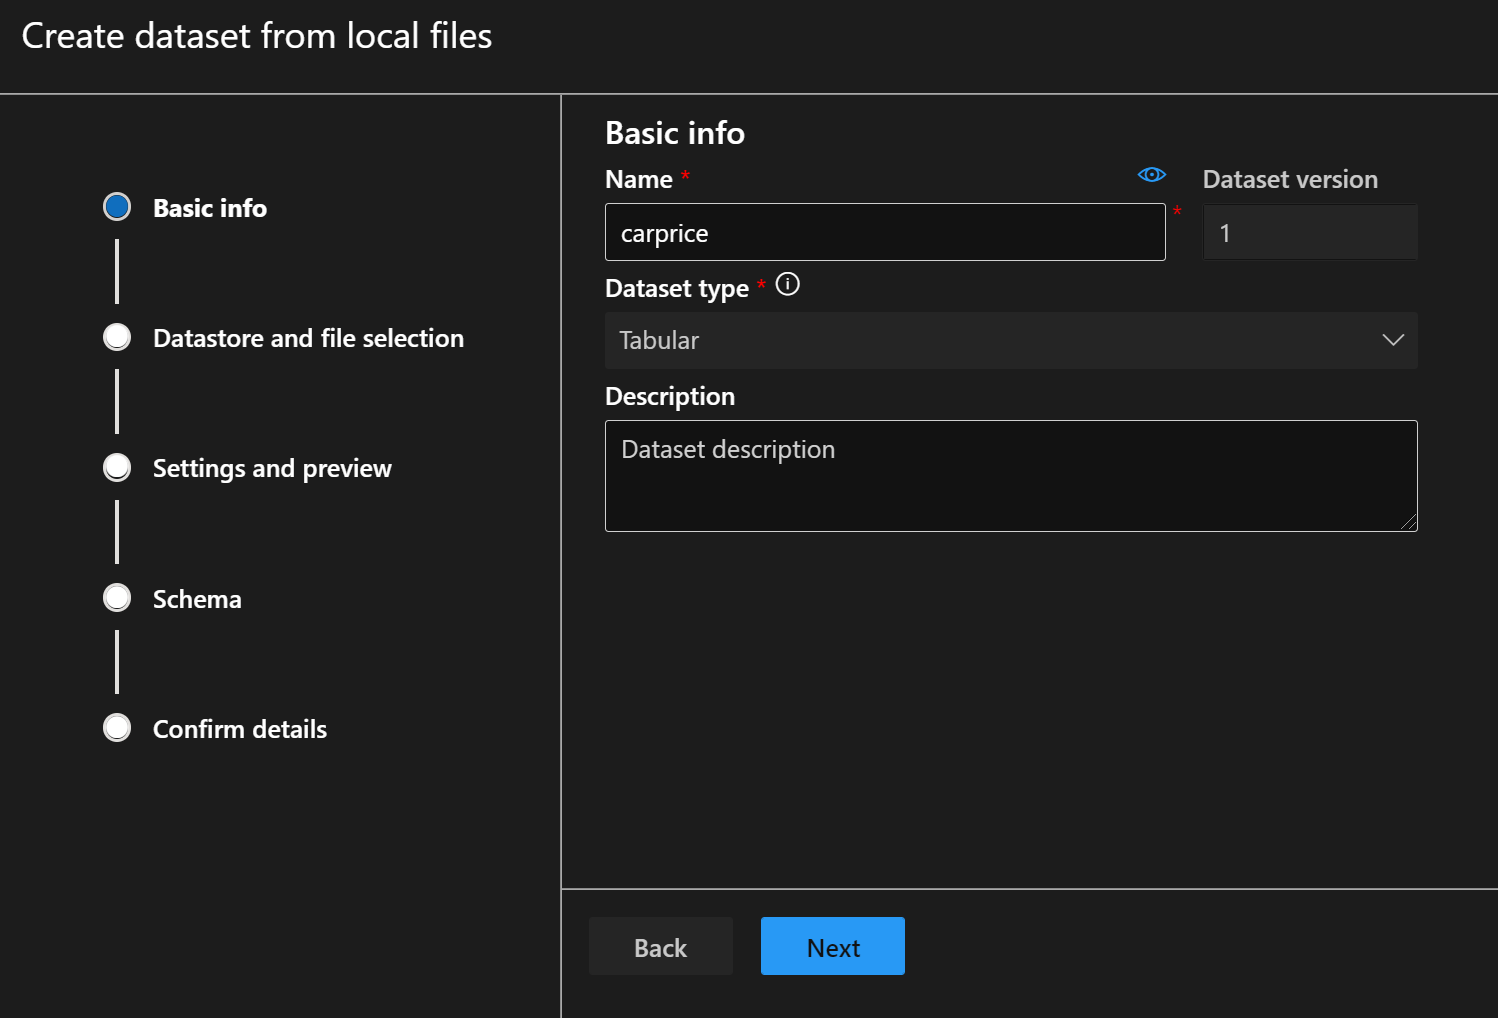 Create dataset from local files
Basic info
Datastore and file selection
Settings and preview
Schema
Confirm details
Basic info
Name *
Dataset version
carprice
*
1
Dataset type *
Tabular
Description
Dataset description
Back
Next